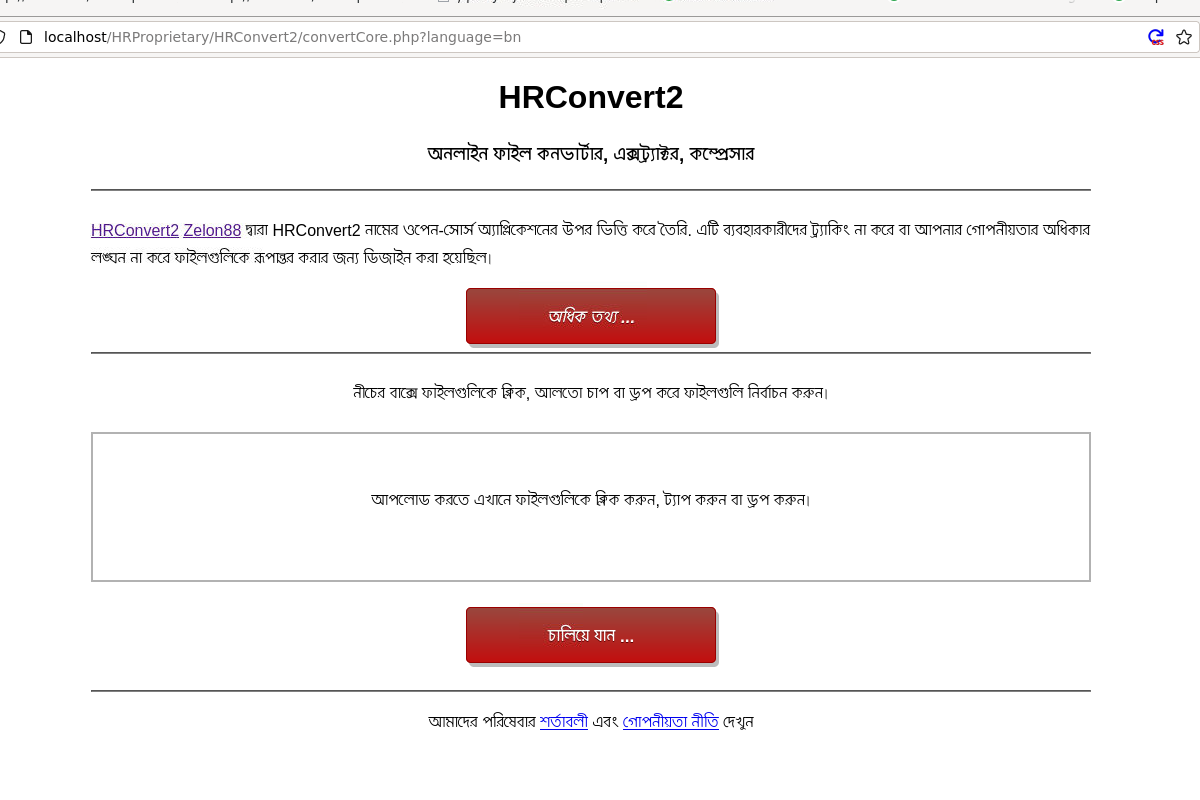 localhost/HRProprietary/HRConvert2/convertCore.php?language=bn
HRConvert2
অনলাইন ফাইল কনভার্টার, এক্সট্র্যাক্টর, কম্প্রেসার
HRConvert2 Zelon88 দ্বারা HRConvert2 নামের ওপেন-সোর্স অ্যাপ্লিকেশনের উপর ভিত্তি করে তৈরি. এটি ব্যবহারকারীদের ট্র্যাকিং না করে বা আপনার গোপনীয়তার অধিকার
লঙ্ঘন না করে ফাইলগুলিকে রূপান্তর করার জন্য ডিজাইন করা হয়েছিল।
অধিক তথ্য ...
নীচের বাক্সে ফাইলগুলিকে ক্লিক, আলতো চাপ বা ড্রপ করে ফাইলগুলি নির্বাচন করুন।
আপলোড করতে এখানে ফাইলগুলিকে ক্লিক করুন, ট্যাপ করুন বা ড্রপ করুন।
চালিয়ে যান ...
আমাদের পরিষেবার শর্তাবলী এবং গোপনীয়তা নীতি দেখুন